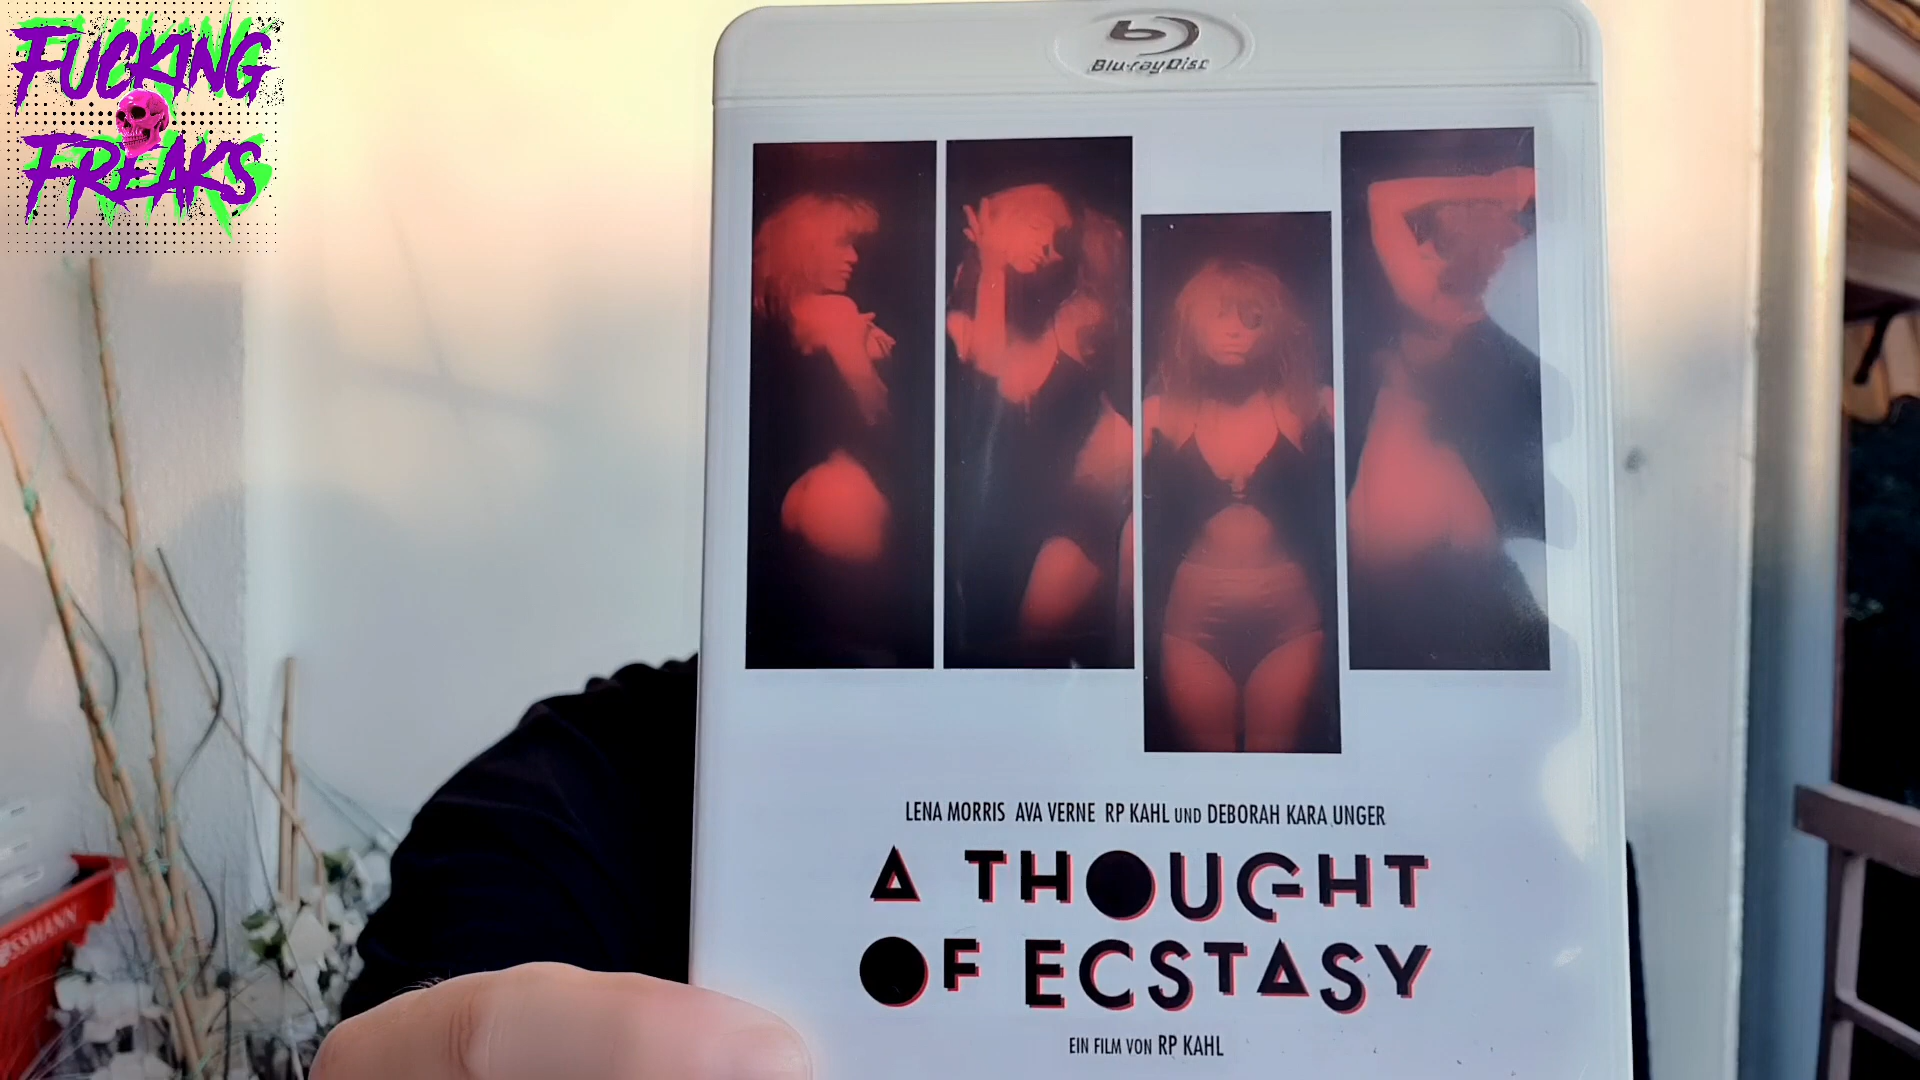 FUCKING
FREAKS
Blu-ray Disc
LENA MORRIS AVA VERNE RP KAHL UND DEBORAH KARA UNGER
A THOUGHT
OF ECSTASY
EIN FILM VON RP KAHL
SSMANN